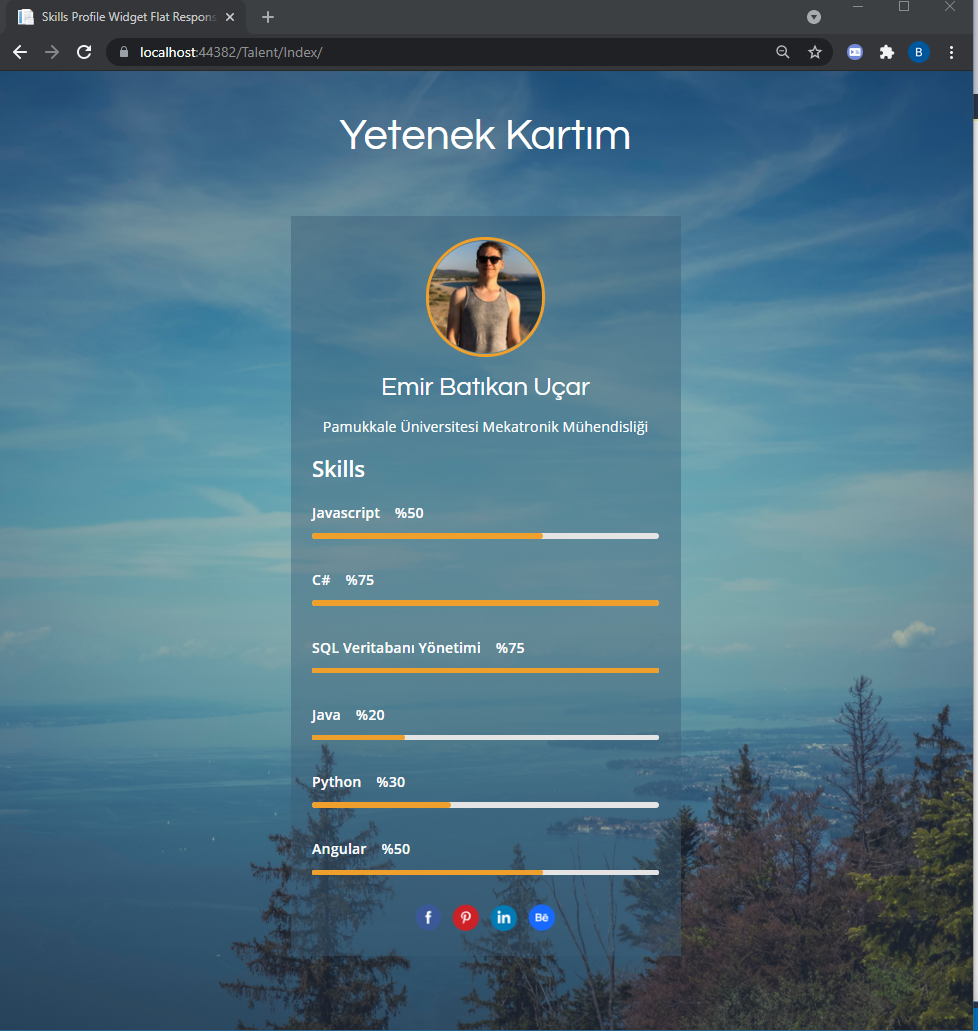 Skills Profile Widget Flat Respons
localhost:44382/Talent/Index/
B
Yetenek Kartım
Emir Batıkan Uçar
Pamukkale Üniversitesi Mekatronik Mühendisliği
Skills
Javascript %50
C# %75
SQL Veritabanı Yönetimi %75
Java %20
Python %30
Angular %50
f in Bē